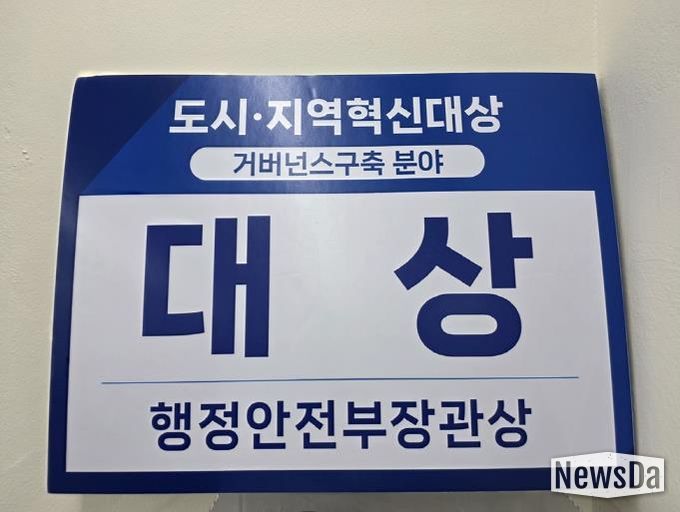 도시·지역혁신대상
거버넌스구축 분야
대 상
행정안전부장관상
NewsDa